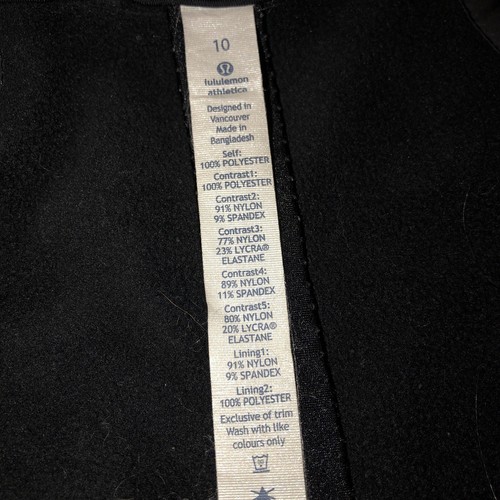 10
lululemon
athletica
Designed in
Vancouver
Made in
Bangladesh
Self:
100% POLYESTER
Contrast1:
100% POLYESTER
Contrast2:
91% NYLON
9% SPANDEX
Contrast3:
77% NYLON
23% LYCRA®
ELASTANE
Contrast4:
89% NYLON
11% SPANDEX
Contrast5:
80% NYLON
20% LYCRA®
ELASTANE
Lining1:
91% NYLON
9% SPANDEX
Lining2:
100% POLYESTER
Exclusive of trim
Wash with like
colours only